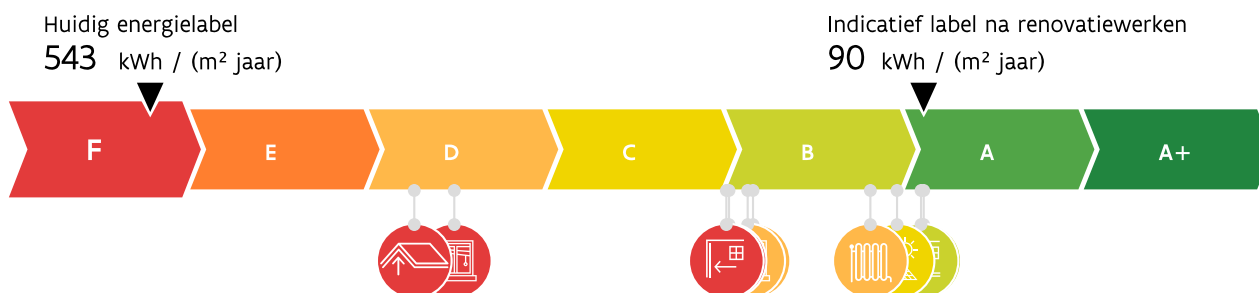 Huidig energielabel
543 kWh / (m² jaar)
Indicatief label na renovatiewerken
90 kWh / (m² jaar)
F E D C B A A+